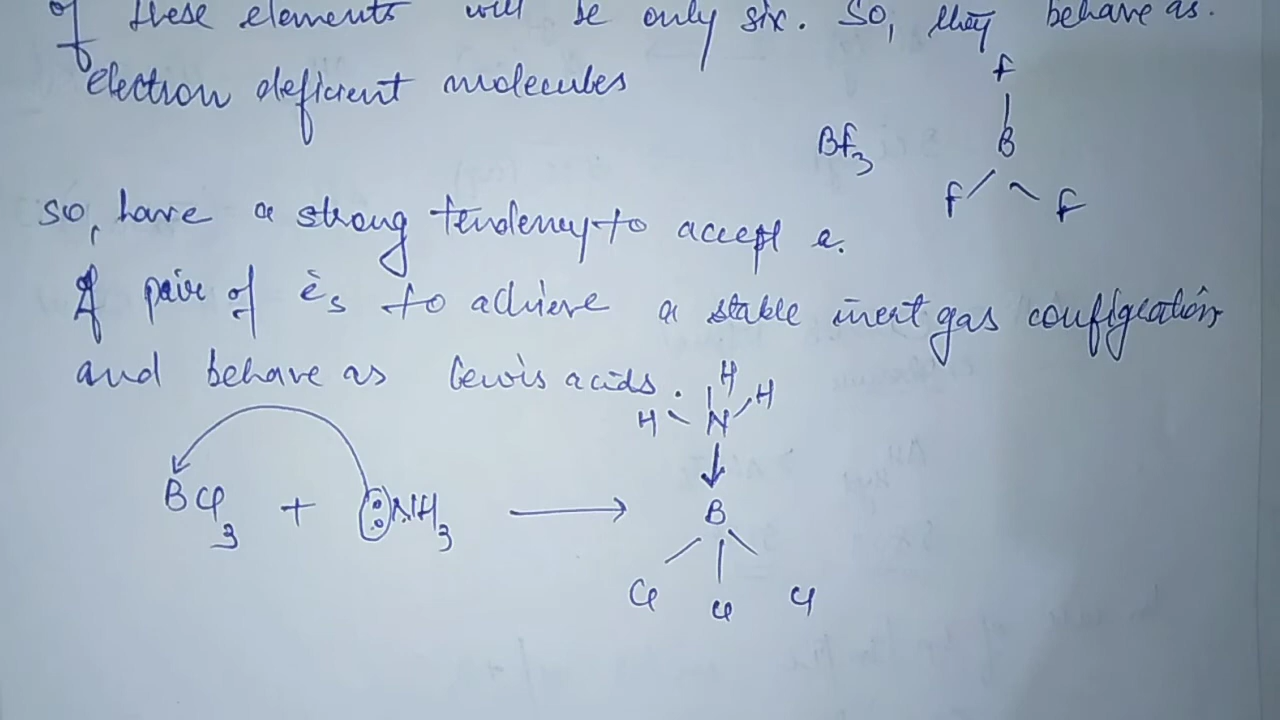 of these elements will be only six. So, they behave as.
electron deficient molecules
F
BF3
B
F F
so, have a strong tendency to accept e.
A pair of ēs to achieve a stable inert gas configration
and behave as lewis acids.
H
H N H
BCl3 + :NH3 ⟶
B
Cl Cl Cl